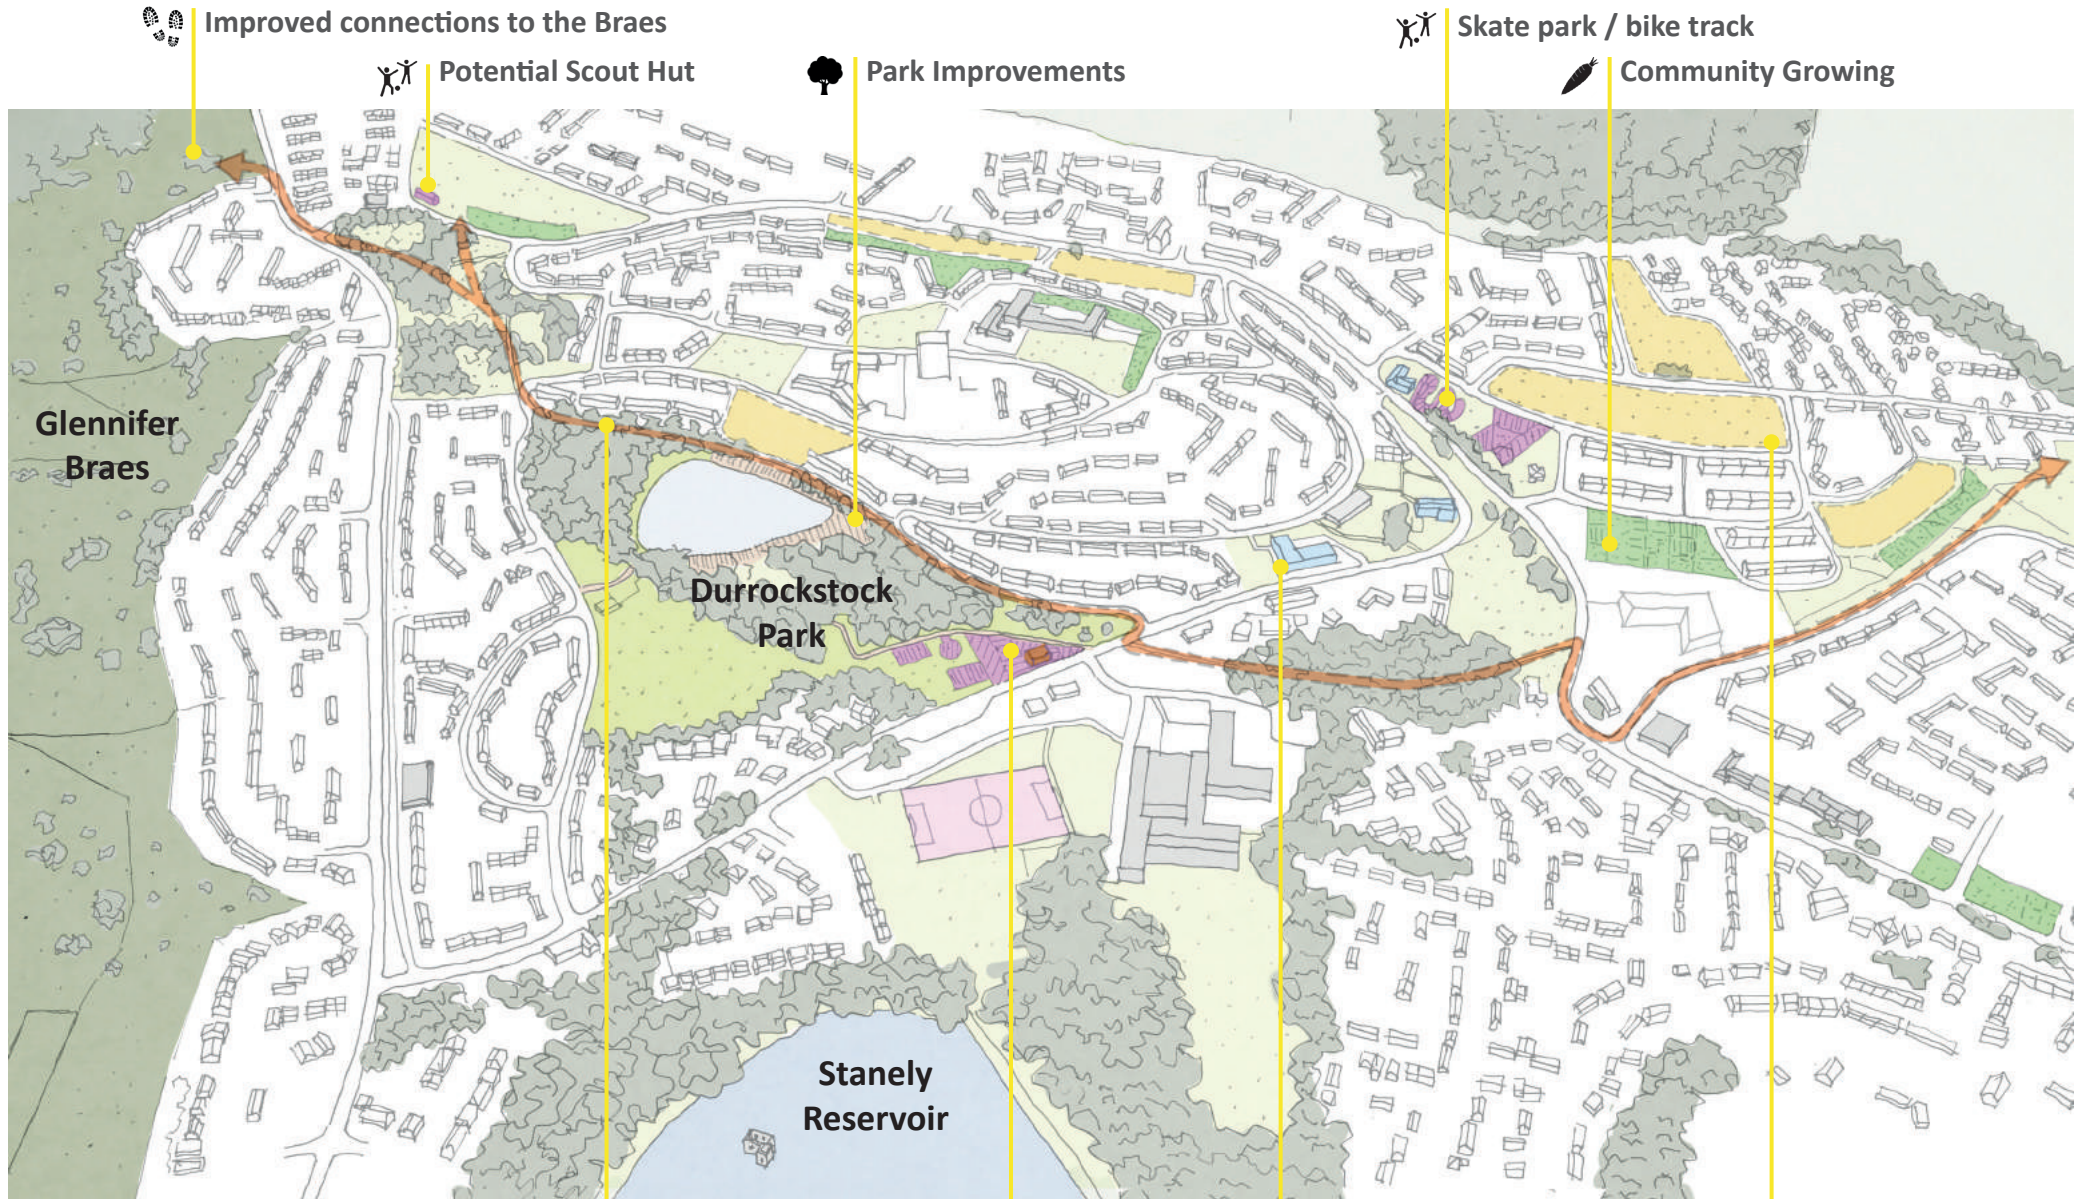 Improved connections to the Braes
Skate park / bike track
Potential Scout Hut
Park Improvements
Community Growing
Glennifer
Braes
Durrockstock
Park
Stanely
Reservoir